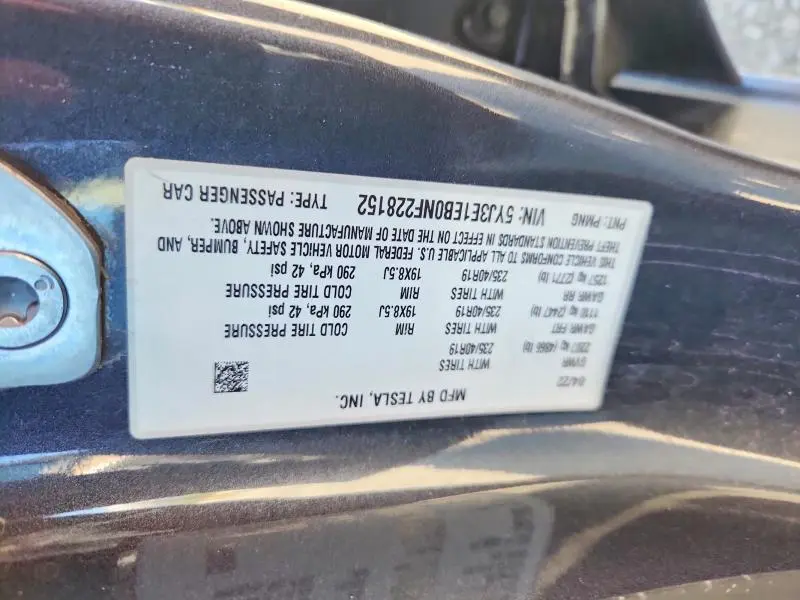 MFD BY TESLA, INC.
04/22
GVWR WITH TIRES RIM COLD TIRE PRESSURE
2207 kg (4866 lb) 235/40R19 19X8.5J 290 kPa, 42 psi
GAWR FRT WITH TIRES RIM COLD TIRE PRESSURE
1110 kg (2447 lb) 235/40R19 19X8.5J 290 kPa, 42 psi
GAWR RR
1257 kg (2771 lb) 235/40R19
THIS VEHICLE CONFORMS TO ALL APPLICABLE U.S. FEDERAL MOTOR VEHICLE SAFETY, BUMPER, AND
THEFT PREVENTION STANDARDS IN EFFECT ON THE DATE OF MANUFACTURE SHOWN ABOVE.
VIN: 5YJ3E1EB0NF228152 TYPE: PASSENGER CAR
PNT: PMNG